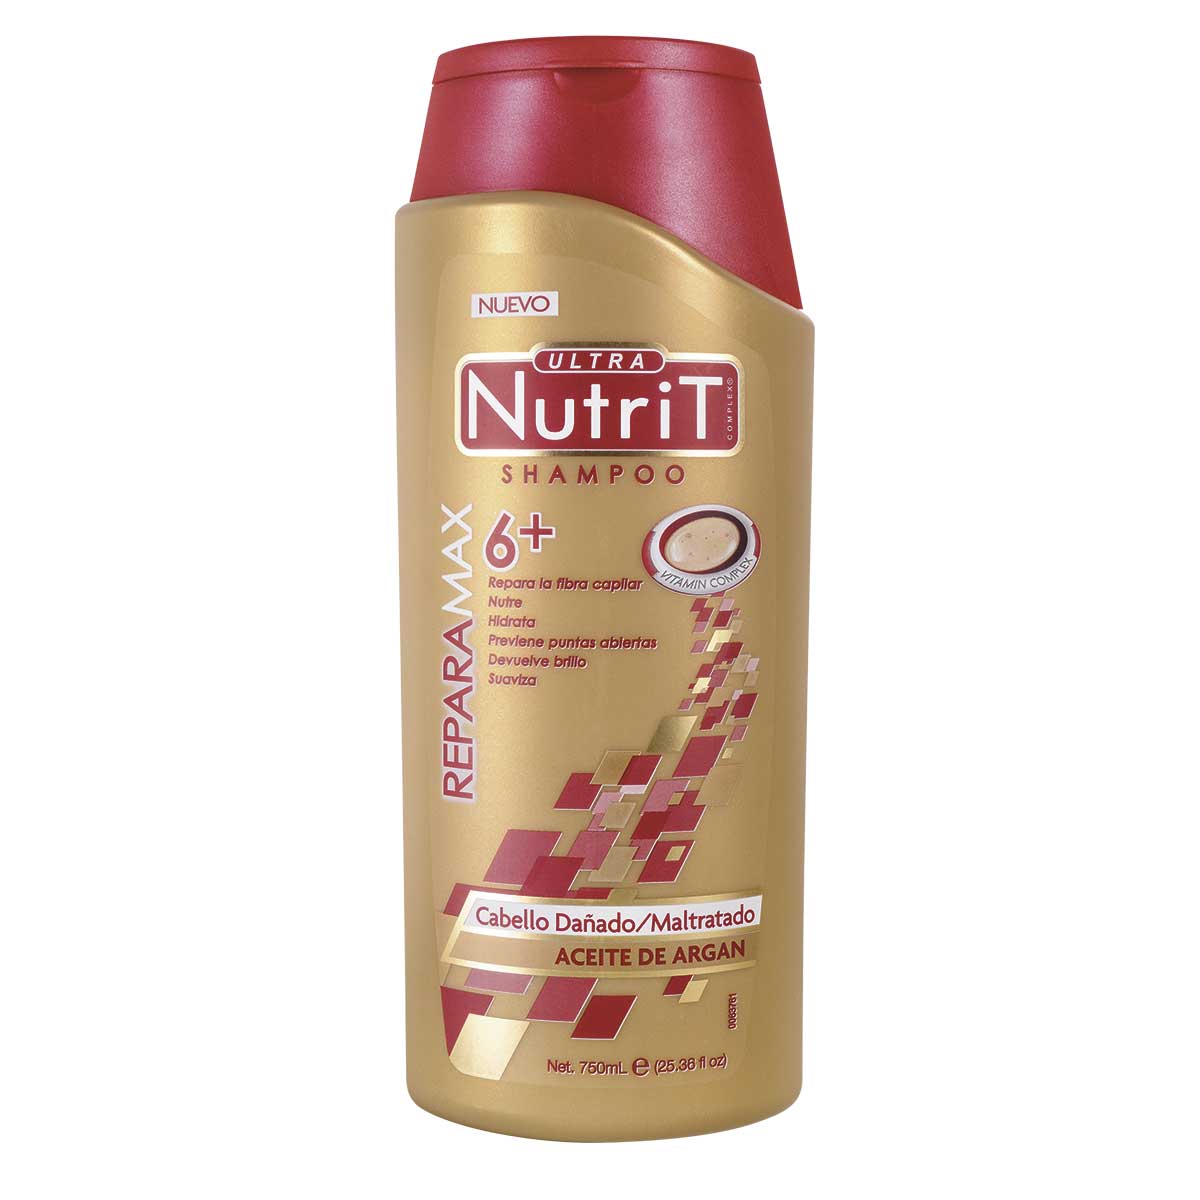 NUEVO
ULTRA
NutriT
COMPLEX®
SHAMPOO
REPARAMAX
6+
Repara la fibra capilar
Nutre
Hidrata
Previene puntas abiertas
Devuelve brillo
Suaviza
VITAMIN COMPLEX
Cabello Dañado/Maltratado
ACEITE DE ARGAN
0063761
Net. 750mL e (25.36 fl oz)